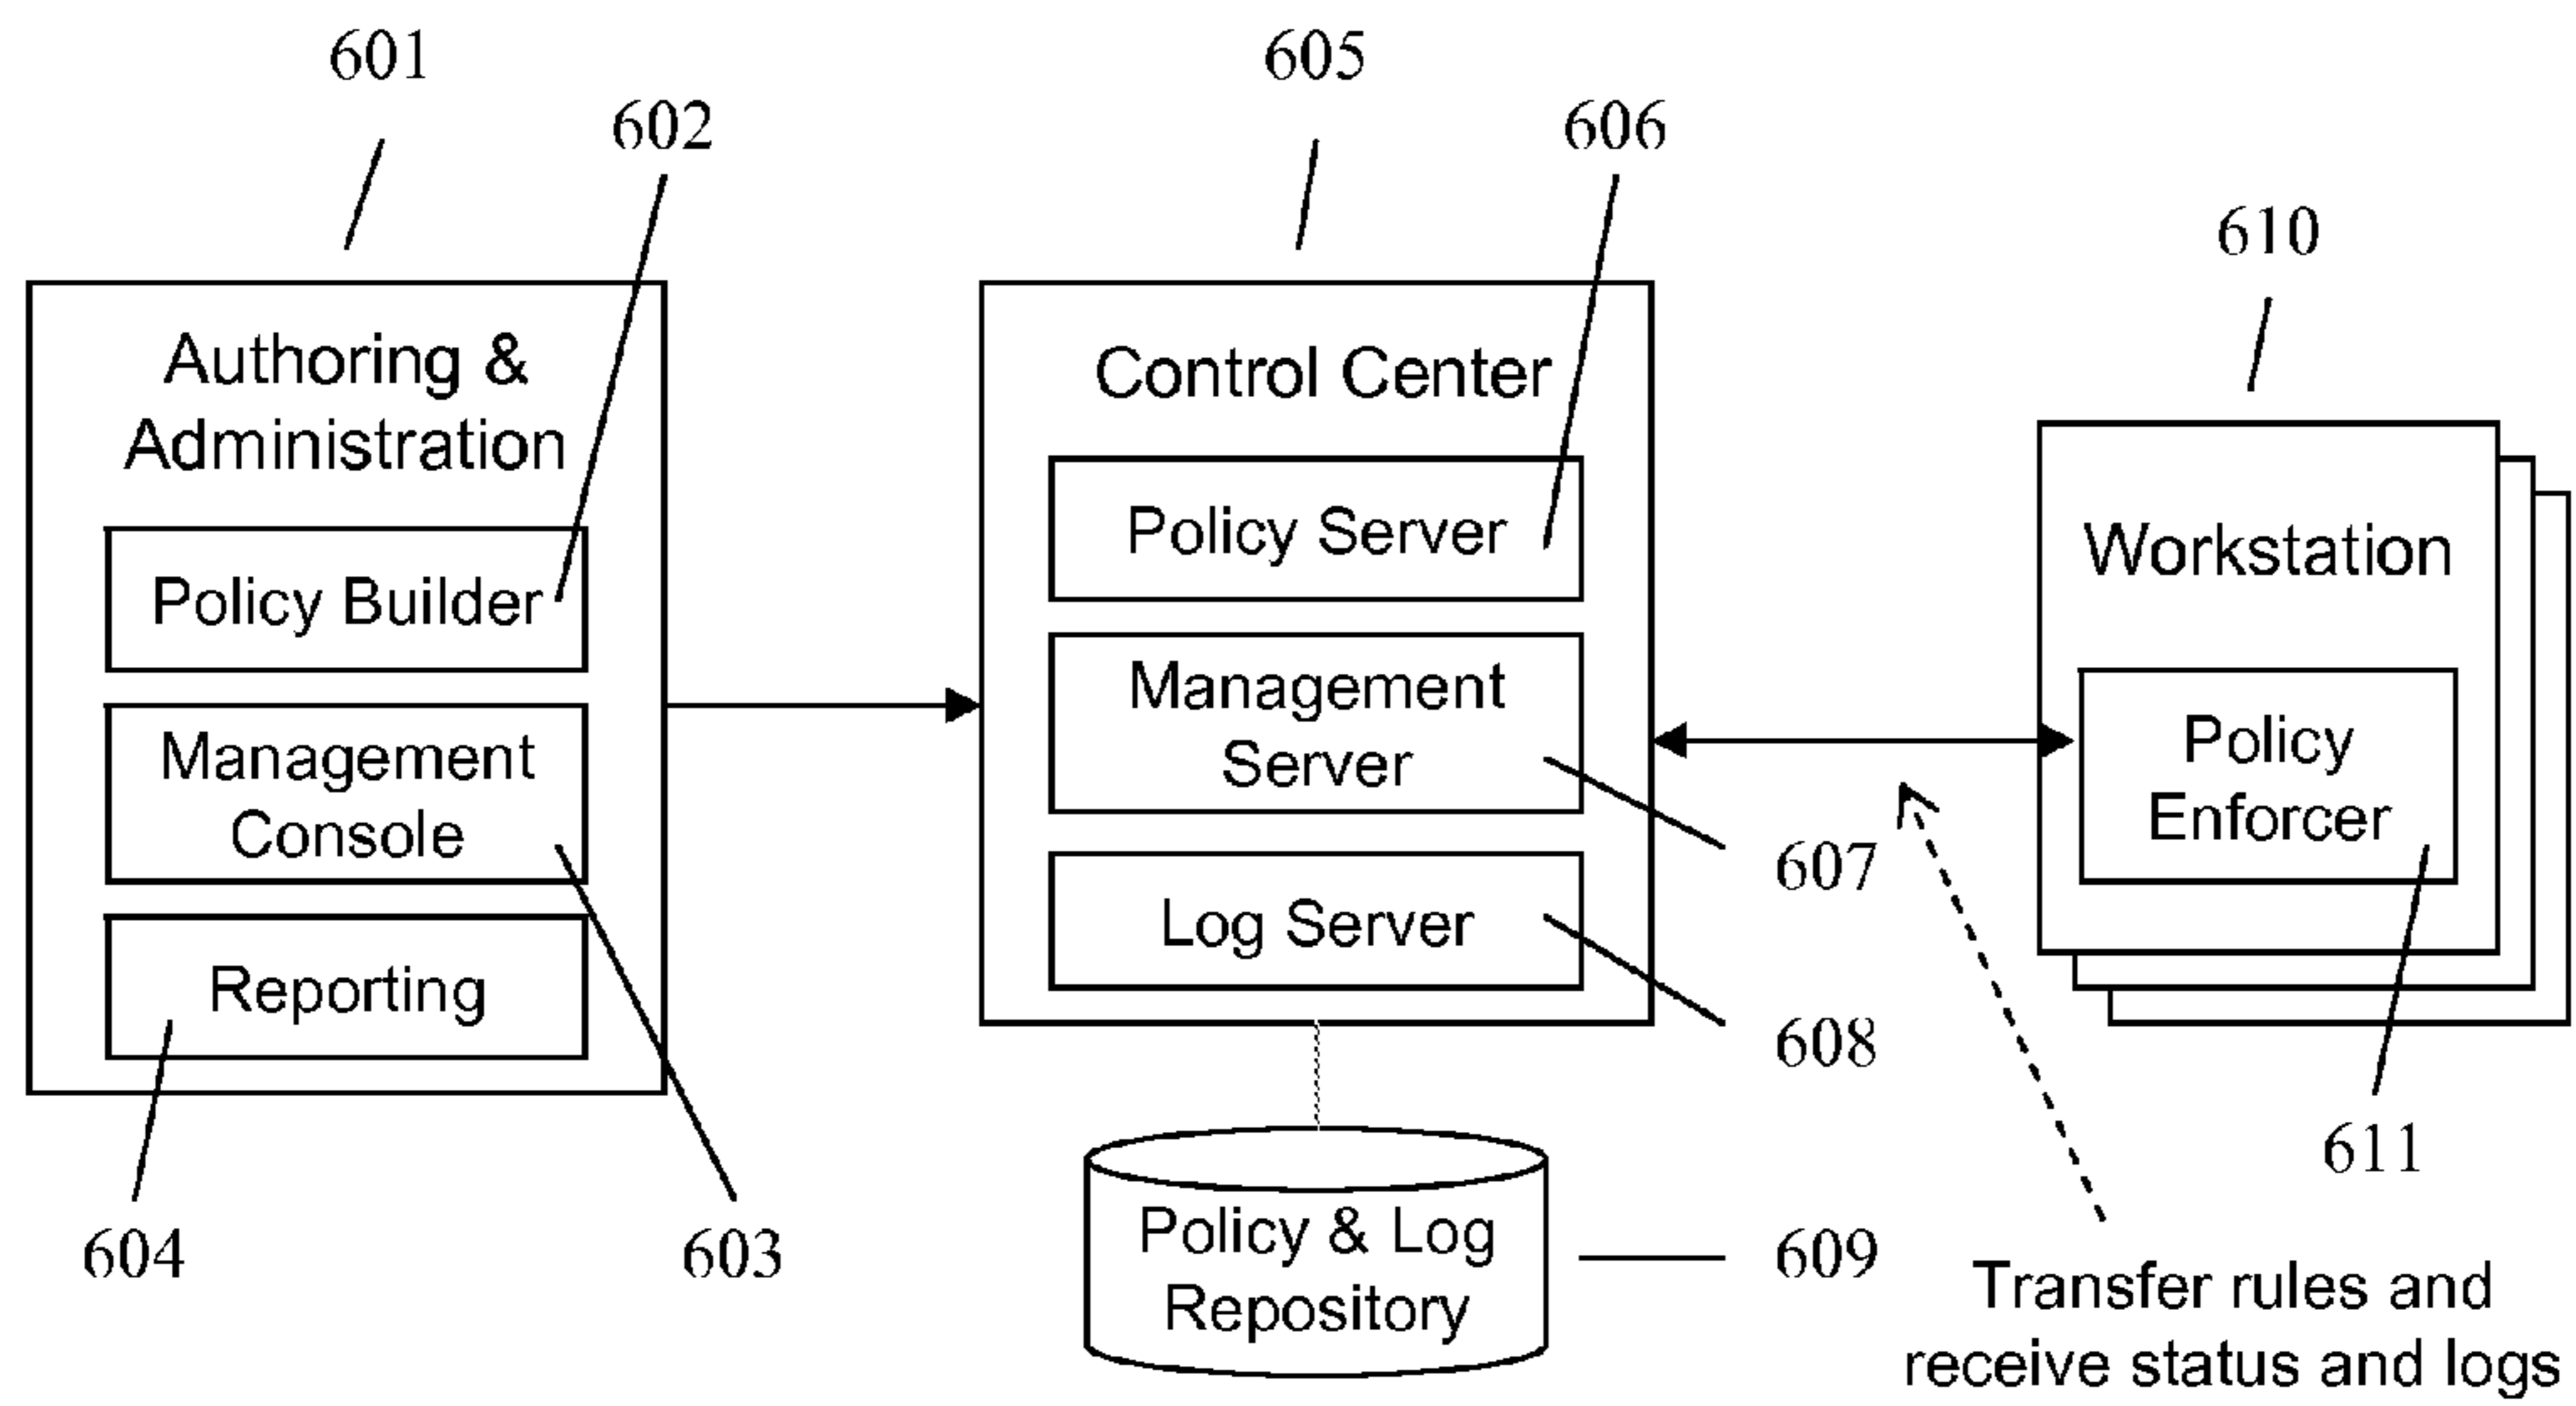 601
602
605
606
610
Authoring &
Administration
Policy Builder
Management
Console
Reporting
604
603
Control Center
Policy Server
Management
Server
Log Server
607
608
Policy & Log
Repository
609
Workstation
Policy
Enforcer
611
Transfer rules and
receive status and logs